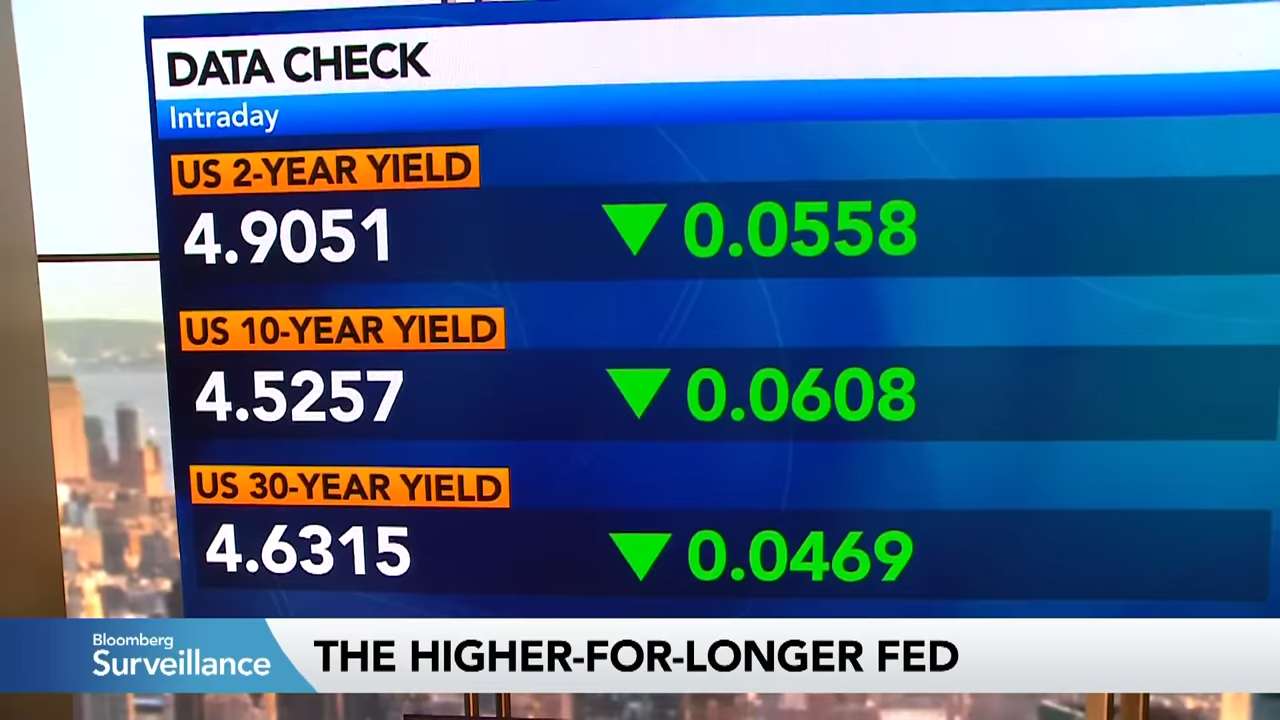 DATA CHECK
Intraday
US 2-YEAR YIELD
4.9051 ▼ 0.0558
US 10-YEAR YIELD
4.5257 ▼ 0.0608
US 30-YEAR YIELD
4.6315 ▼ 0.0469
Bloomberg
Surveillance
THE HIGHER-FOR-LONGER FED